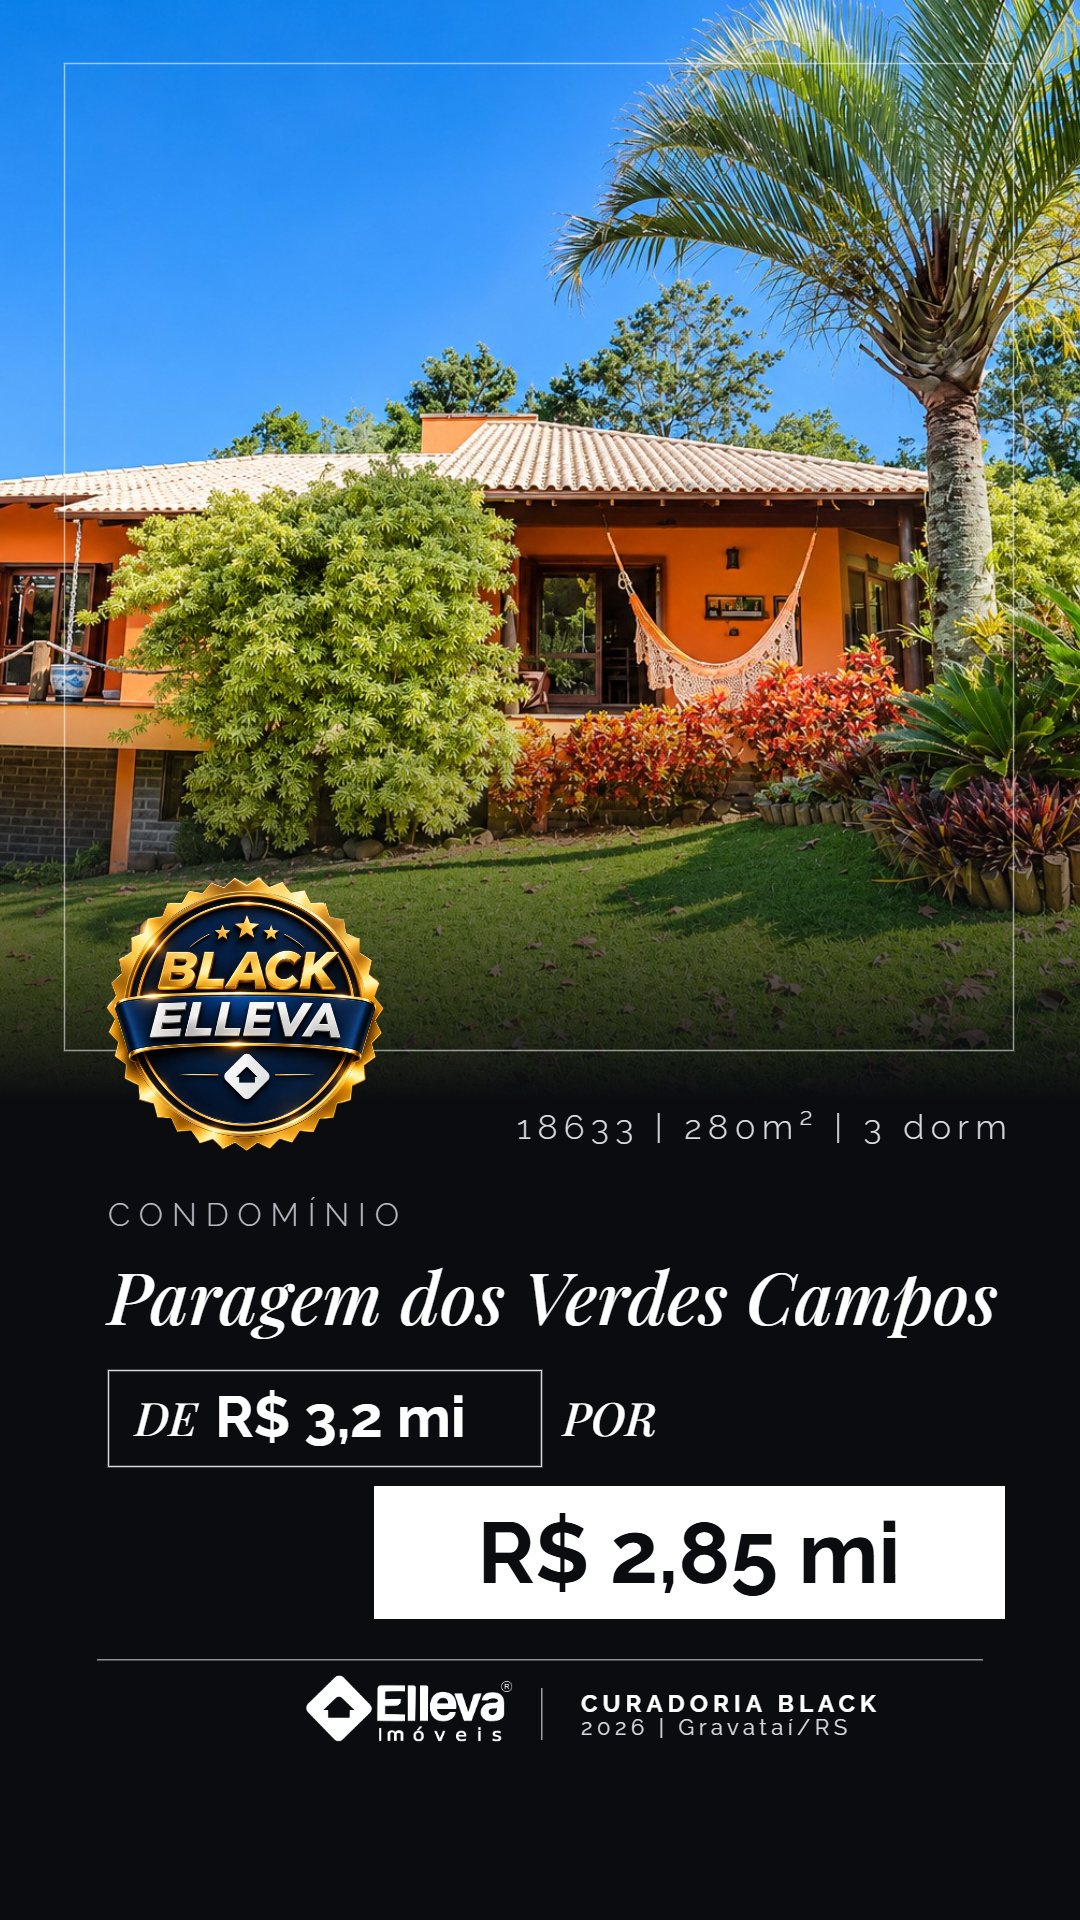 BLACK
ELLEVA
18633 | 280m² | 3 dorm
CONDOMÍNIO
Paragem dos Verdes Campos
DE R$ 3,2 mi POR
R$ 2,85 mi
Elleva®
Imóveis
CURADORIA BLACK
2026 | Gravataí/RS